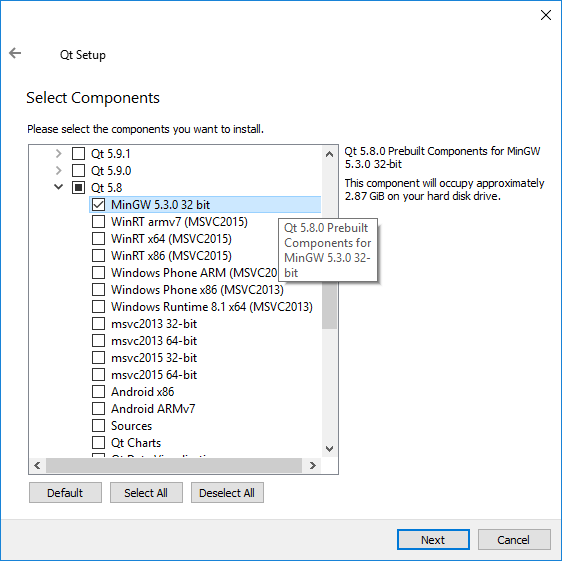 Qt Setup
Select Components
Please select the components you want to install.
Qt 5.9.1
Qt 5.9.0
Qt 5.8
MinGW 5.3.0 32 bit
WinRT armv7 (MSVC2015)
WinRT x64 (MSVC2015)
WinRT x86 (MSVC2015)
Windows Phone ARM (MSVC20
Windows Phone x86 (MSVC2013)
Windows Runtime 8.1 x64 (MSVC2013)
msvc2013 32-bit
msvc2013 64-bit
msvc2015 32-bit
msvc2015 64-bit
Android x86
Android ARMv7
Sources
Qt Charts
Qt 5.8.0 Prebuilt
Components for
MinGW 5.3.0 32-
bit
Qt 5.8.0 Prebuilt Components for MinGW
5.3.0 32-bit
This component will occupy approximately
2.87 GiB on your hard disk drive.
Default
Select All
Deselect All
Next
Cancel